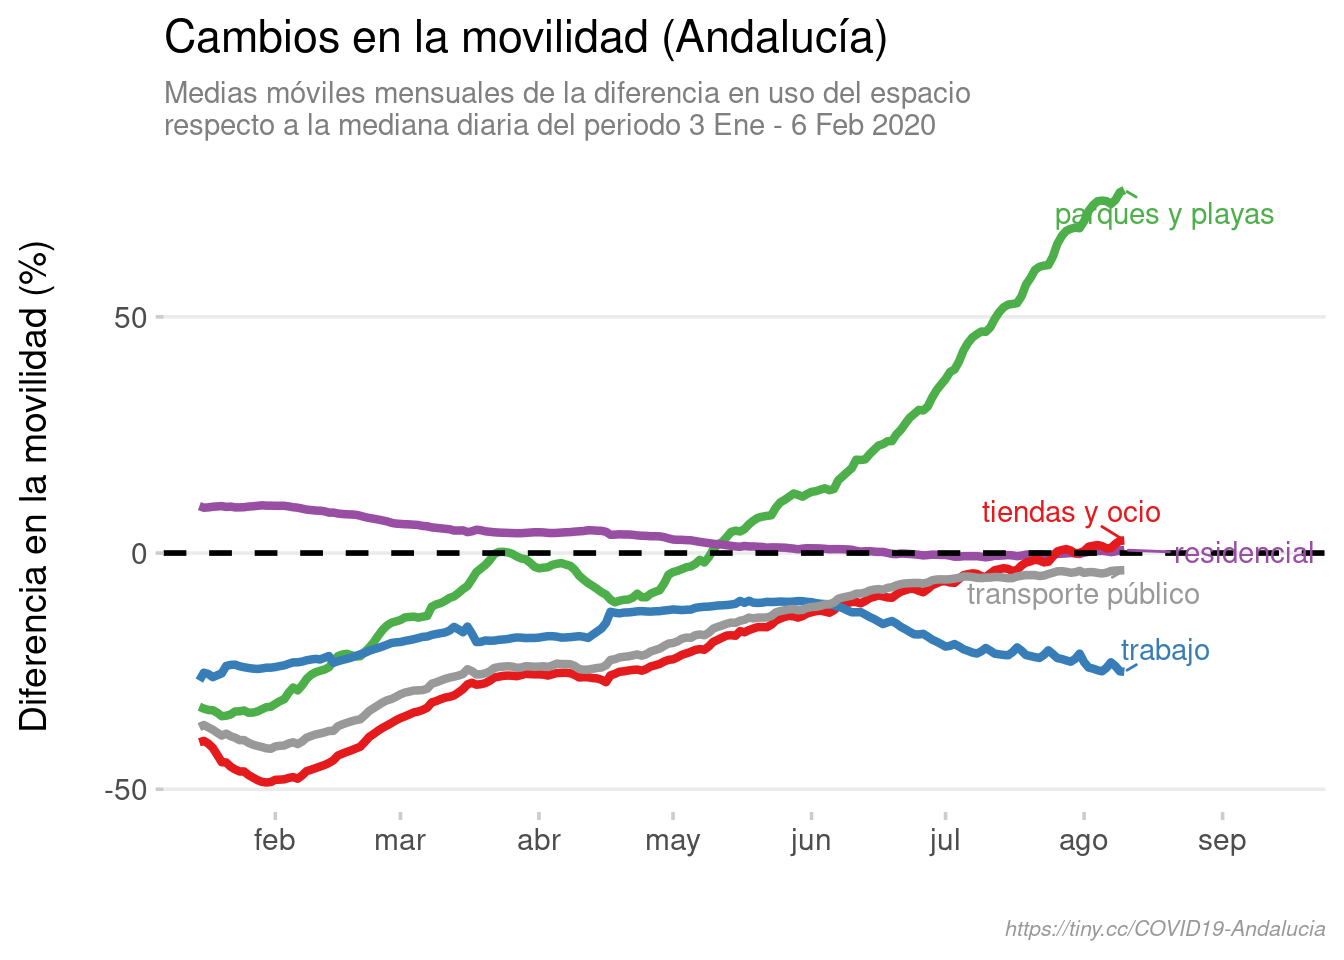 Cambios en la movilidad (Andalucía)
Medias móviles mensuales de la diferencia en uso del espacio
respecto a la mediana diaria del periodo 3 Ene - 6 Feb 2020
Diferencia en la movilidad (%)
50
0
-50
parques y playas
tiendas y ocio
residencial
transporte público
trabajo
feb
mar
abr
may
jun
jul
ago
sep
https://tiny.cc/COVID19-Andalucia